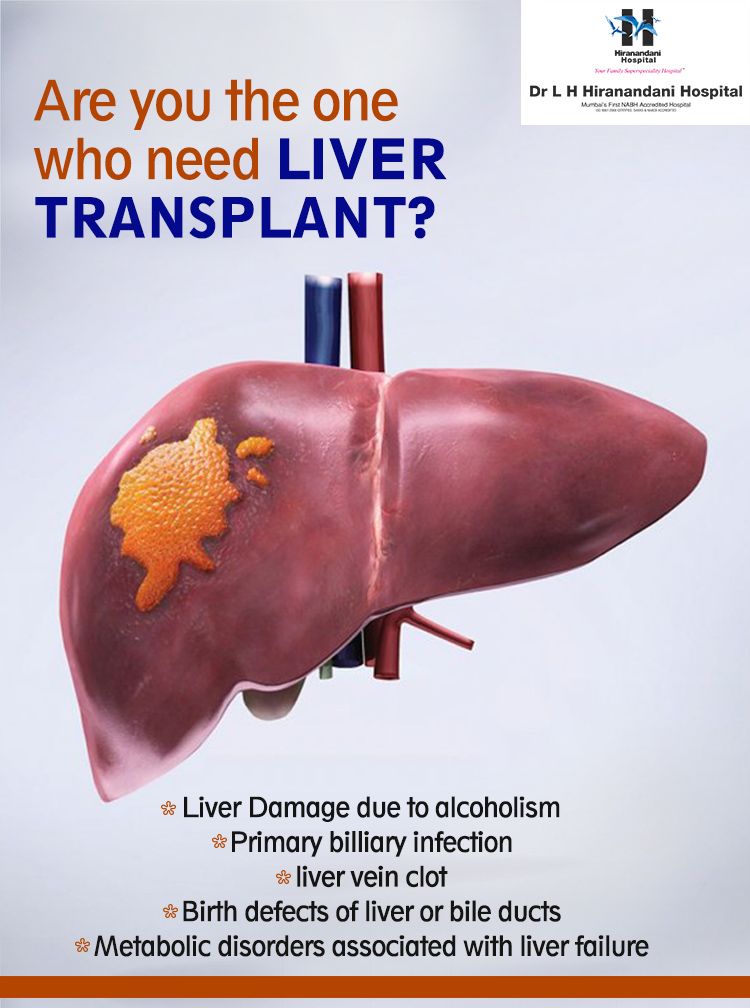 Hiranandani
Hospital
Your Family Superspeciality Hospital
Dr L H Hiranandani Hospital
Mumbai's First NABH Accredited Hospital
Are you the one
who need LIVER
TRANSPLANT?
Liver Damage due to alcoholism
Primary billiary infection
liver vein clot
Birth defects of liver or bile ducts
Metabolic disorders associated with liver failure